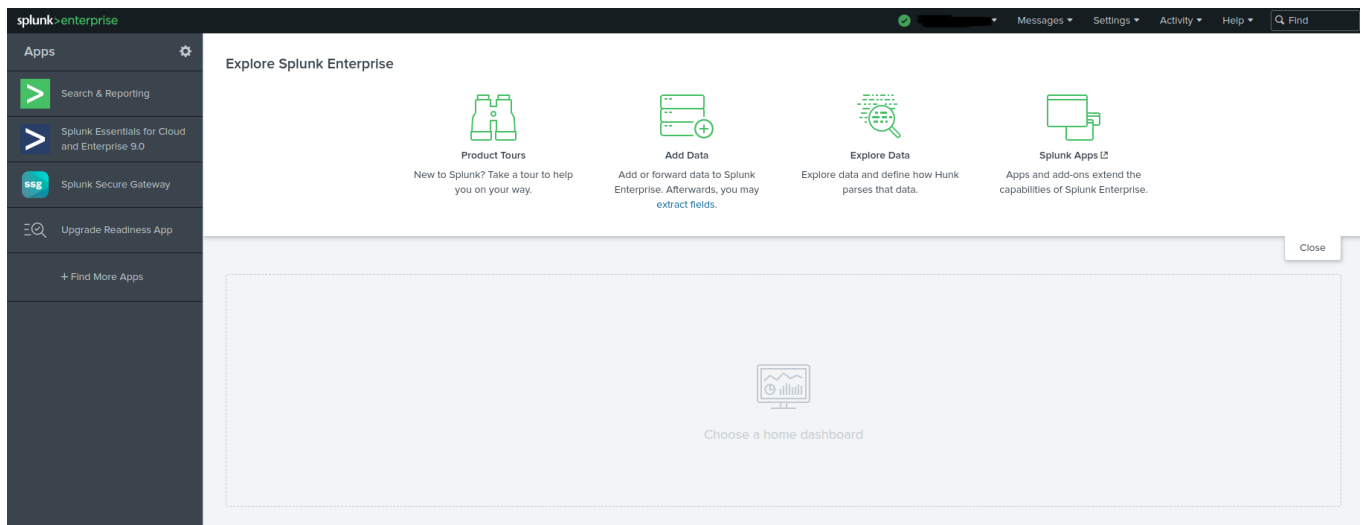 splunk>enterprise
Messages Settings Activity Help Find
Apps
Search & Reporting
Splunk Essentials for Cloud
and Enterprise 9.0
ssg Splunk Secure Gateway
Upgrade Readiness App
+ Find More Apps
Explore Splunk Enterprise
Product Tours
New to Splunk? Take a tour to help
you on your way.
Add Data
Add or forward data to Splunk
Enterprise. Afterwards, you may
extract fields.
Explore Data
Explore data and define how Hunk
parses that data.
Splunk Apps
Apps and add-ons extend the
capabilities of Splunk Enterprise.
Close
Choose a home dashboard